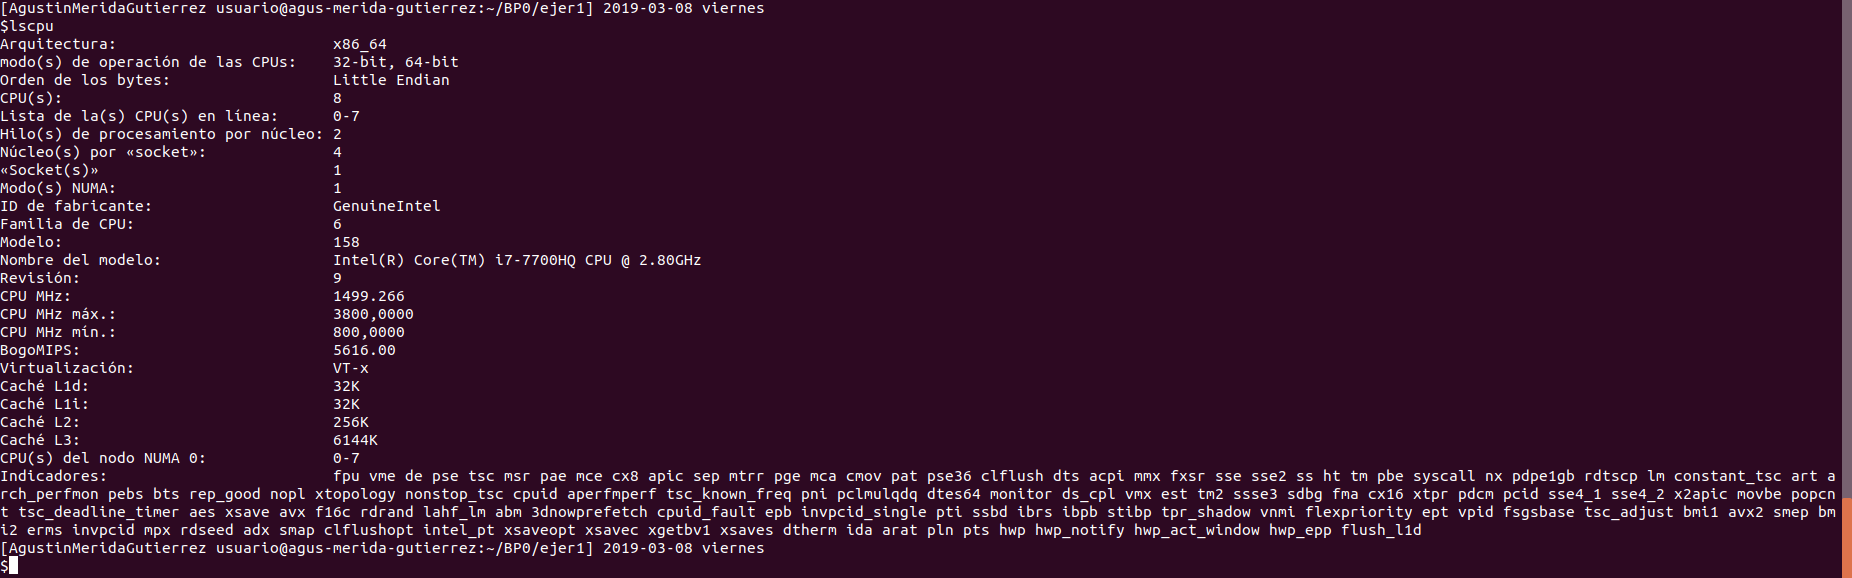 [AgustinMeridaGutierrez usuario@agus-merida-gutierrez:~/BP0/ejer1] 2019-03-08 viernes
$lscpu
Arquitectura:                        x86_64
modo(s) de operación de las CPUs:    32-bit, 64-bit
Orden de los bytes:                  Little Endian
CPU(s):                              8
Lista de la(s) CPU(s) en línea:      0-7
Hilo(s) de procesamiento por núcleo: 2
Núcleo(s) por «socket»:              4
«Socket(s)»                          1
Modo(s) NUMA:                        1
ID de fabricante:                    GenuineIntel
Familia de CPU:                      6
Modelo:                              158
Nombre del modelo:                   Intel(R) Core(TM) i7-7700HQ CPU @ 2.80GHz
Revisión:                            9
CPU MHz:                             1499.266
CPU MHz máx.:                        3800,0000
CPU MHz mín.:                        800,0000
BogoMIPS:                            5616.00
Virtualización:                      VT-x
Caché L1d:                           32K
Caché L1i:                           32K
Caché L2:                            256K
Caché L3:                            6144K
CPU(s) del nodo NUMA 0:              0-7
Indicadores:                         fpu vme de pse tsc msr pae mce cx8 apic sep mtrr pge mca cmov pat pse36 clflush dts acpi mmx fxsr sse sse2 ss ht tm pbe syscall nx pdpe1gb rdtscp lm constant_tsc art a
rch_perfmon pebs bts rep_good nopl xtopology nonstop_tsc cpuid aperfmperf tsc_known_freq pni pclmulqdq dtes64 monitor ds_cpl vmx est tm2 ssse3 sdbg fma cx16 xtpr pdcm pcid sse4_1 sse4_2 x2apic movbe popcn
t tsc_deadline_timer aes xsave avx f16c rdrand lahf_lm abm 3dnowprefetch cpuid_fault epb invpcid_single pti ssbd ibrs ibpb stibp tpr_shadow vnmi flexpriority ept vpid fsgsbase tsc_adjust bmi1 avx2 smep bm
i2 erms invpcid mpx rdseed adx smap clflushopt intel_pt xsaveopt xsavec xgetbv1 xsaves dtherm ida arat pln pts hwp hwp_notify hwp_act_window hwp_epp flush_l1d
[AgustinMeridaGutierrez usuario@agus-merida-gutierrez:~/BP0/ejer1] 2019-03-08 viernes
$